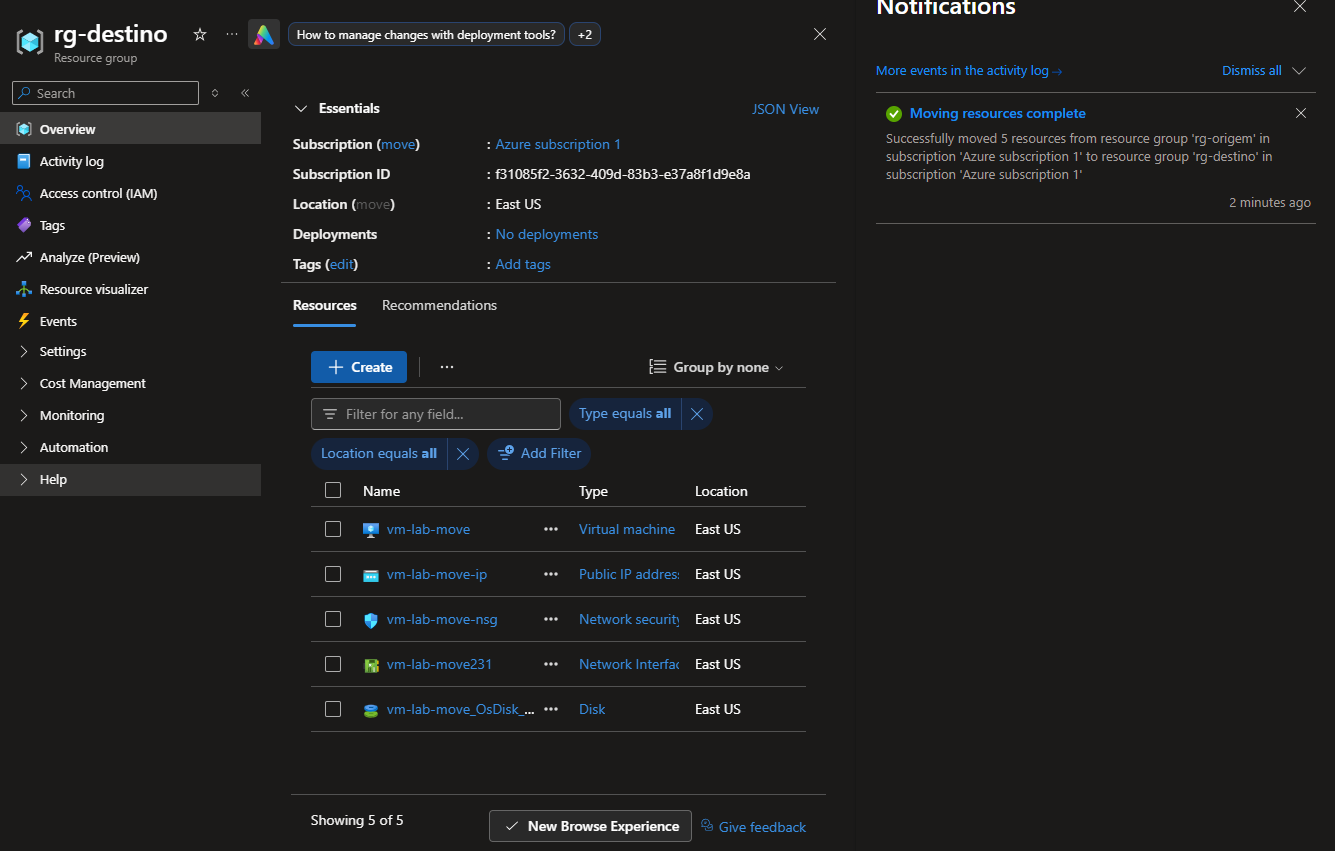 rg-destino
Resource group
How to manage changes with deployment tools?
+2
Search
Overview
Activity log
Access control (IAM)
Tags
Analyze (Preview)
Resource visualizer
Events
Settings
Cost Management
Monitoring
Automation
Help
Essentials
JSON View
Subscription (move) : Azure subscription 1
Subscription ID : f31085f2-3632-409d-83b3-e37a8f1d9e8a
Location (move) : East US
Deployments : No deployments
Tags (edit) : Add tags
Resources Recommendations
Create
Group by none
Filter for any field...
Type equals all
Location equals all
Add Filter
Name Type Location
vm-lab-move Virtual machine East US
vm-lab-move-ip Public IP address East US
vm-lab-move-nsg Network security East US
vm-lab-move231 Network Interfac East US
vm-lab-move_OsDisk_... Disk East US
Showing 5 of 5
New Browse Experience
Give feedback
Notifications
More events in the activity log →
Dismiss all
Moving resources complete
Successfully moved 5 resources from resource group 'rg-origem' in
subscription 'Azure subscription 1' to resource group 'rg-destino' in
subscription 'Azure subscription 1'
2 minutes ago